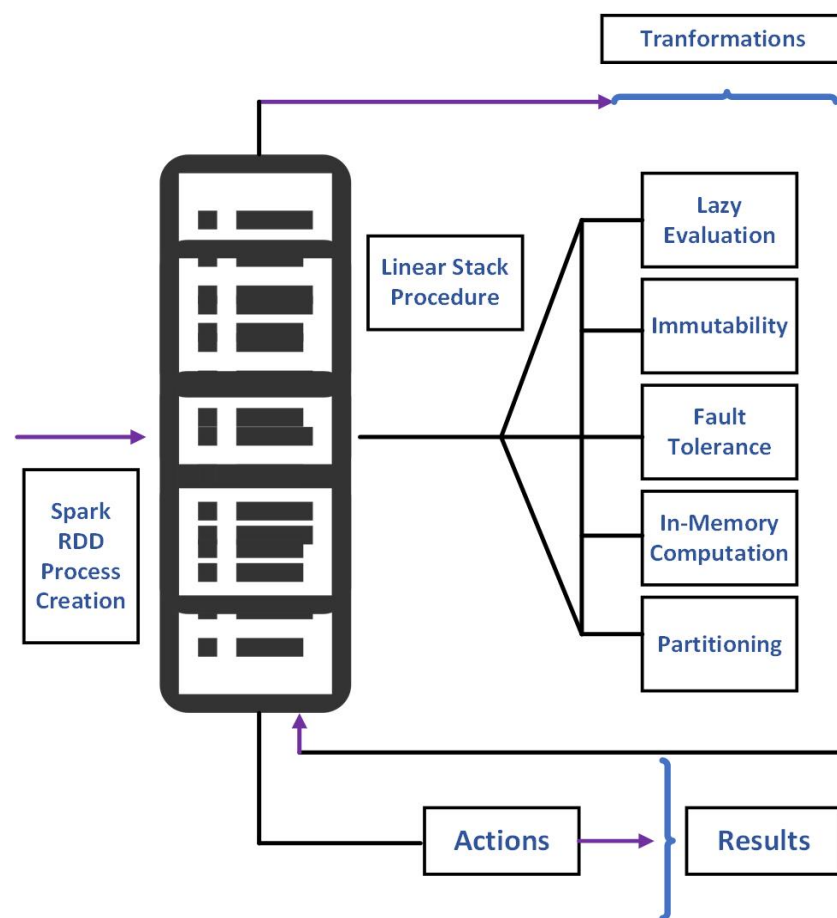 Tranformations
Lazy
Evaluation
Linear Stack
Procedure
Immutability
Fault
Tolerance
Spark
RDD
Process
Creation
In-Memory
Computation
Partitioning
Actions
Results